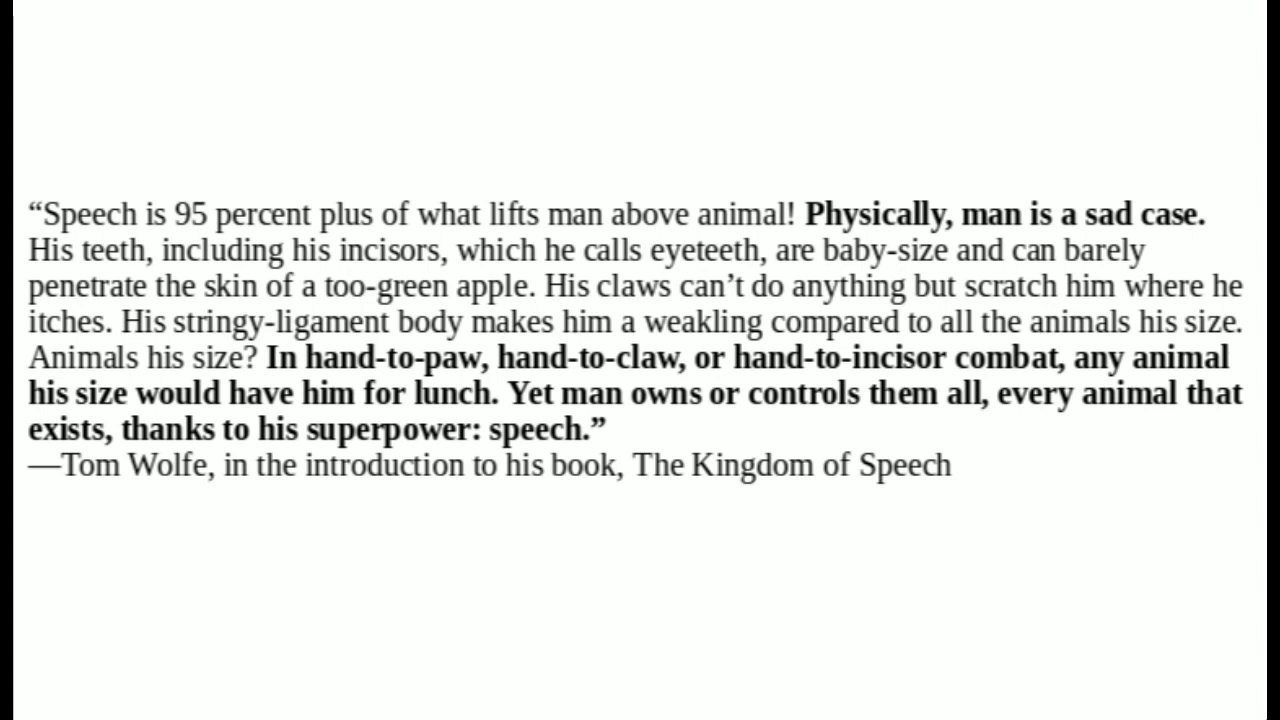 “Speech is 95 percent plus of what lifts man above animal! Physically, man is a sad case.
His teeth, including his incisors, which he calls eyeteeth, are baby-size and can barely
penetrate the skin of a too-green apple. His claws can’t do anything but scratch him where he
itches. His stringy-ligament body makes him a weakling compared to all the animals his size.
Animals his size? In hand-to-paw, hand-to-claw, or hand-to-incisor combat, any animal
his size would have him for lunch. Yet man owns or controls them all, every animal that
exists, thanks to his superpower: speech.”
—Tom Wolfe, in the introduction to his book, The Kingdom of Speech